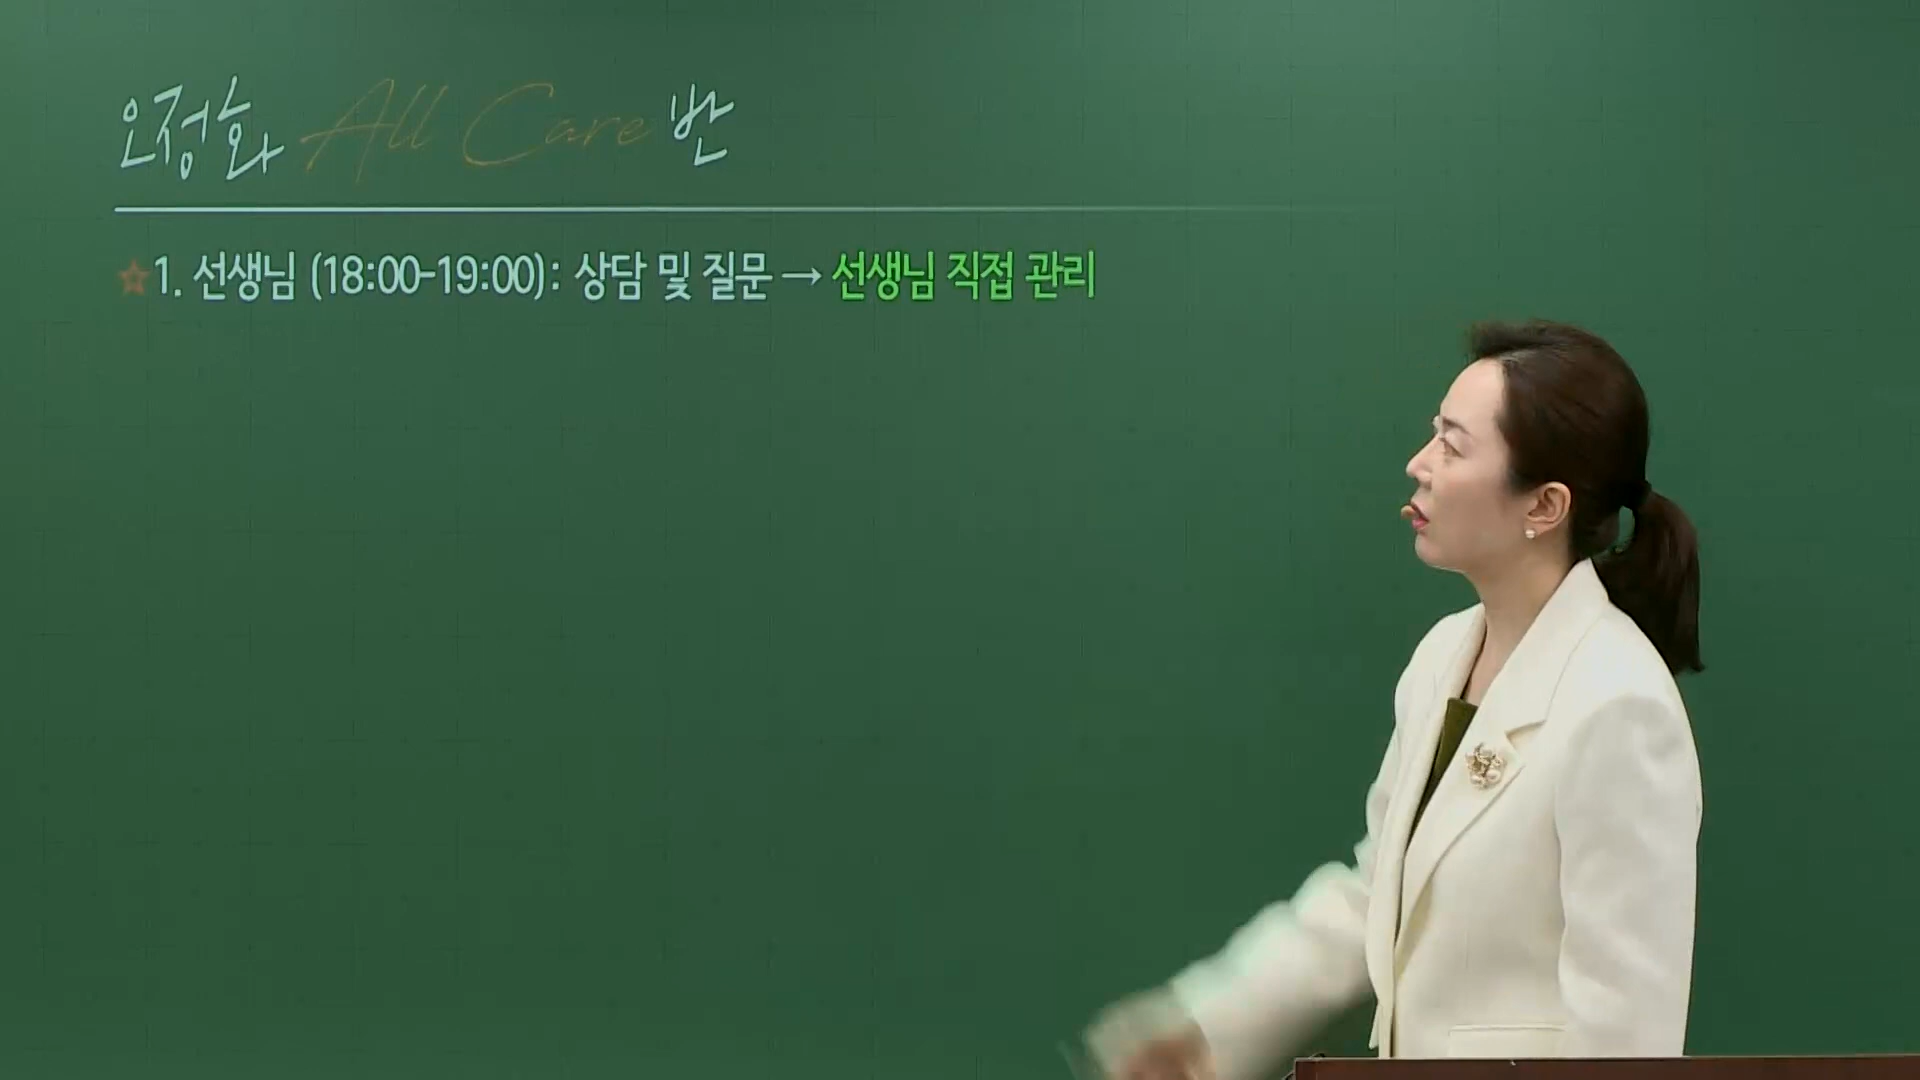 오정화 All Care 반
☆1. 선생님 (18:00-19:00): 상담 및 질문 → 선생님 직접 관리